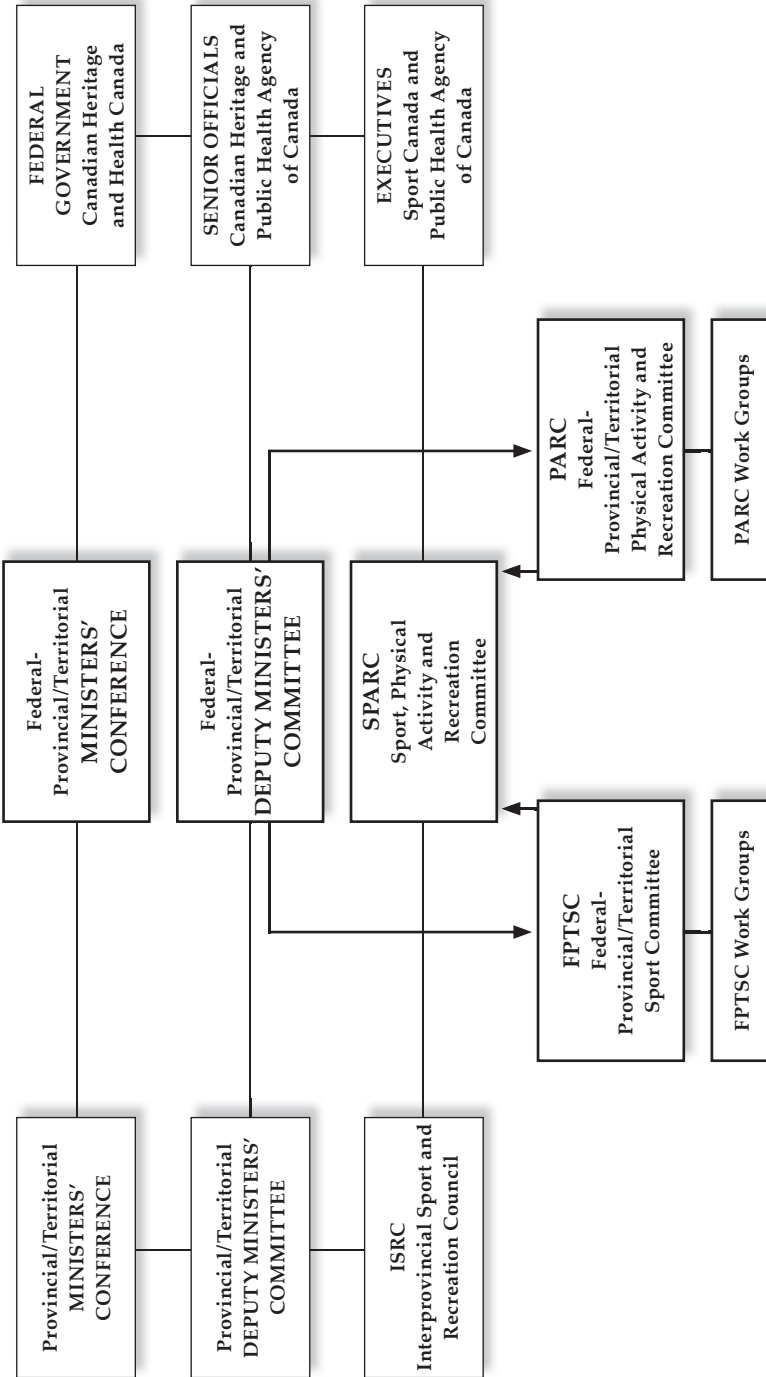 Provincial/Territorial
MINISTERS’
CONFERENCE
Federal-
Provincial/Territorial
MINISTERS’
CONFERENCE
FEDERAL
GOVERNMENT
Canadian Heritage
and Health Canada
Provincial/Territorial
DEPUTY MINISTERS’
COMMITTEE
Federal-
Provincial/Territorial
DEPUTY MINISTERS’
COMMITTEE
SENIOR OFFICIALS
Canadian Heritage and
Public Health Agency
of Canada
ISRC
Interprovincial Sport and
Recreation Council
SPARC
Sport, Physical
Activity and
Recreation
Committee
EXECUTIVES
Sport Canada and
Public Health Agency
of Canada
FPTSC
Federal-
Provincial/Territorial
Sport Committee
PARC
Federal-
Provincial/Territorial
Physical Activity and
Recreation Committee
FPTSC Work Groups
PARC Work Groups